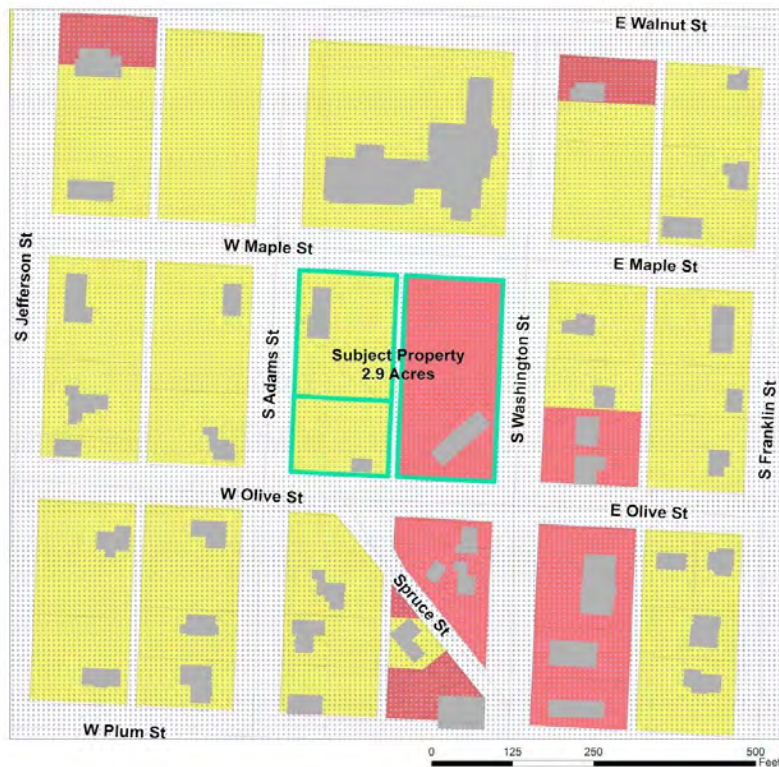 E Walnut St
W Maple St
E Maple St
S Jefferson St
S Adams St
Subject Property
2.9 Acres
S Washington St
S Franklin St
W Olive St
E Olive St
Spruce St
W Plum St
0 125 250 500
Feet